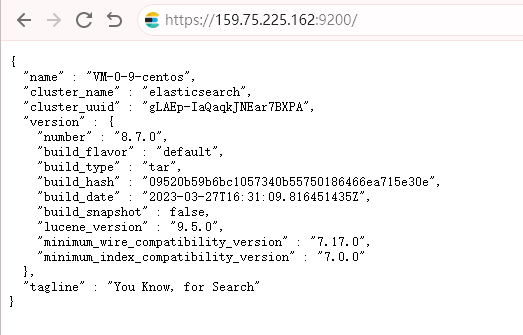 https://159.75.225.162:9200/
{
"name" : "VM-0-9-centos",
"cluster_name" : "elasticsearch",
"cluster_uuid" : "gLAEp-IaQaqkJNEar7BXPA",
"version" : {
"number" : "8.7.0",
"build_flavor" : "default",
"build_type" : "tar",
"build_hash" : "09520b59b6bc1057340b55750186466ea715e30e",
"build_date" : "2023-03-27T16:31:09.816451435Z",
"build_snapshot" : false,
"lucene_version" : "9.5.0",
"minimum_wire_compatibility_version" : "7.17.0",
"minimum_index_compatibility_version" : "7.0.0"
},
"tagline" : "You Know, for Search"
}